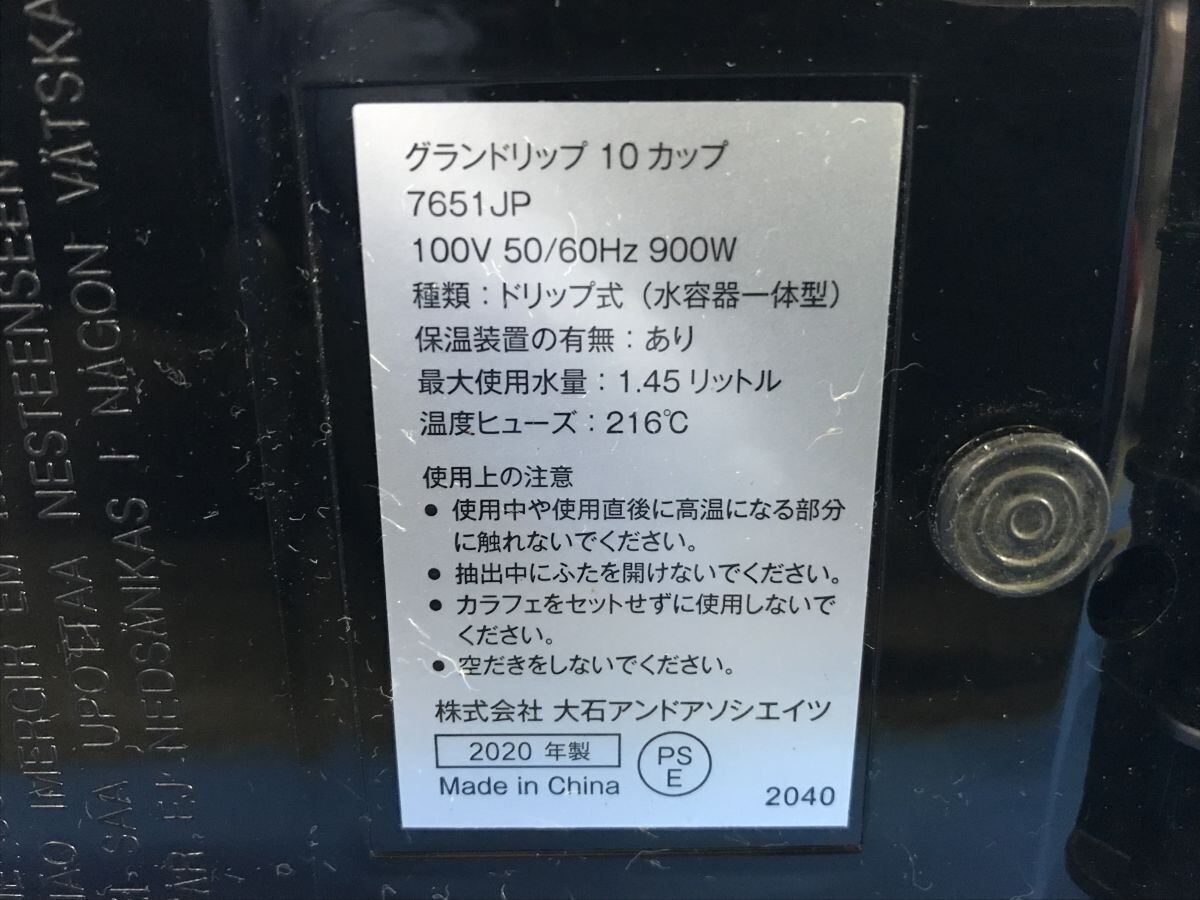 グランドリップ 10 カップ
7651JP
100V 50/60Hz 900W
種類：ドリップ式（水容器一体型）
保温装置の有無：あり
最大使用水量：1.45リットル
温度ヒューズ：216℃
使用上の注意
● 使用中や使用直後に高温になる部分
に触れないでください。
● 抽出中にふたを開けないでください。
● カラフェをセットせずに使用しないで
ください。
● 空だきをしないでください。
株式会社 大石アンドアソシエイツ
2020 年製
Made in China
PS
E
2040
IMERGIR EM
UPOTTAA NESTEENSEEN
EJ NEDSÄNKAS I NÅGON VÄTSKA